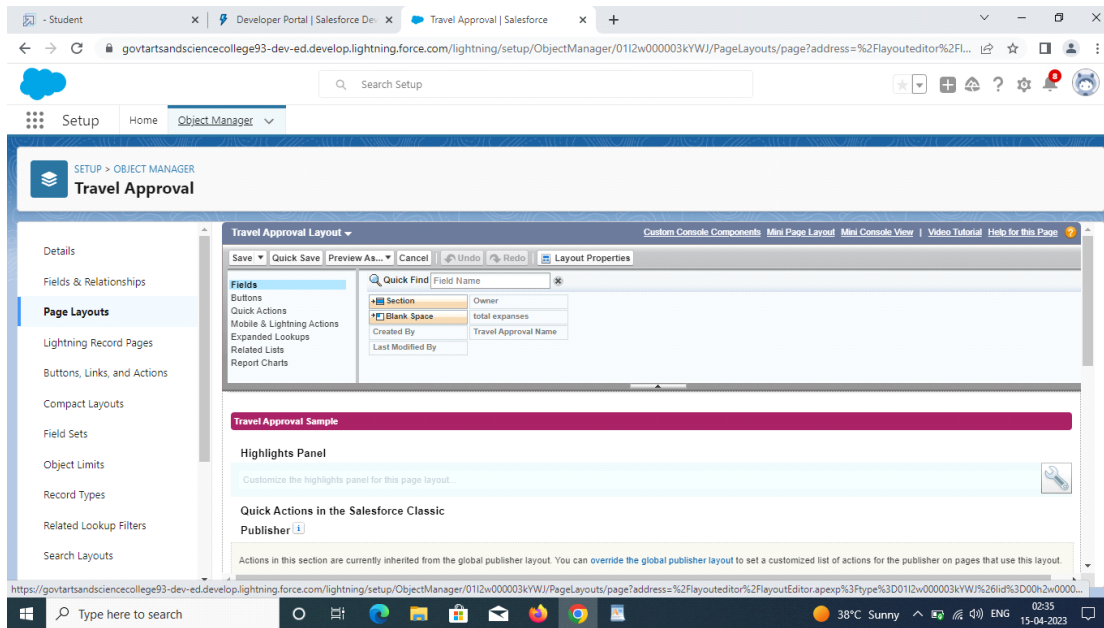 - Student
Developer Portal | Salesforce Dev
Travel Approval | Salesforce
govtartsandsciencecollege93-dev-ed.develop.lightning.force.com/lightning/setup/ObjectManager/01I2w000003kYWJ/PageLayouts/page?address=%2Flayouteditor%2Fl...
Search Setup
8
Setup
Home
Object Manager
SETUP > OBJECT MANAGER
Travel Approval
Details
Fields & Relationships
Page Layouts
Lightning Record Pages
Buttons, Links, and Actions
Compact Layouts
Field Sets
Object Limits
Record Types
Related Lookup Filters
Search Layouts
Travel Approval Layout
Custom Console Components Mini Page Layout Mini Console View | Video Tutorial Help for this Page ?
Save Quick Save Preview As... Cancel Undo Redo Layout Properties
Fields
Buttons
Quick Actions
Mobile & Lightning Actions
Expanded Lookups
Related Lists
Report Charts
Quick Find Field Name
Section Owner
Blank Space total expanses
Created By Travel Approval Name
Last Modified By
Travel Approval Sample
Highlights Panel
Customize the highlights panel for this page layout...
Quick Actions in the Salesforce Classic
Publisher i
Actions in this section are currently inherited from the global publisher layout. You can override the global publisher layout to set a customized list of actions for the publisher on pages that use this layout.
https://govtartsandsciencecollege93-dev-ed.develop.lightning.force.com/lightning/setup/ObjectManager/01I2w000003kYWJ/PageLayouts/page?address=%2Flayouteditor%2FlayoutEditor.apexp%3Ftype%3D01I2w000003kYWJ%26lid%3D00h2w0000...
Type here to search
38°C Sunny
ENG
02:35
15-04-2023